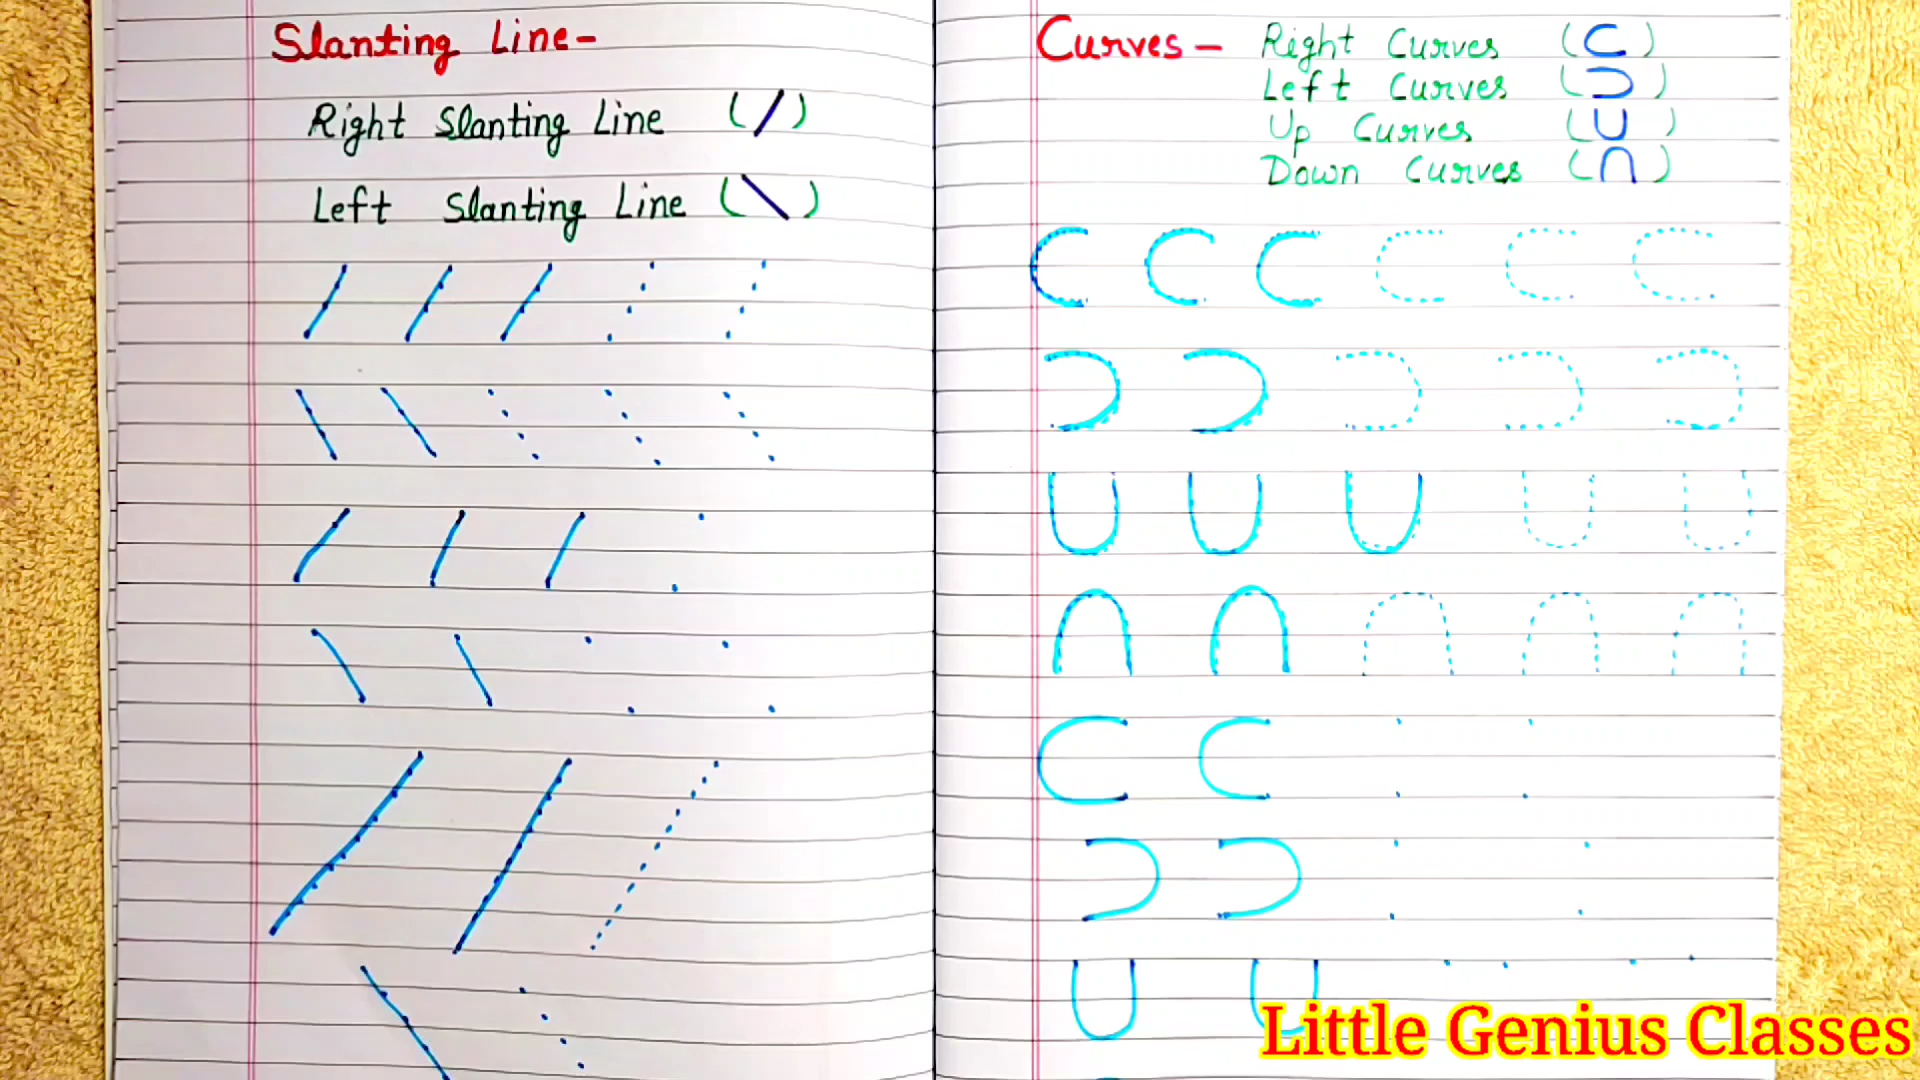 Slanting Line-
Right Slanting Line (/)
Left Slanting Line (\)
Curves - Right Curves (⊂)
Left Curves (⊃)
Up Curves (∪)
Down Curves (∩)
Little Genius Classes